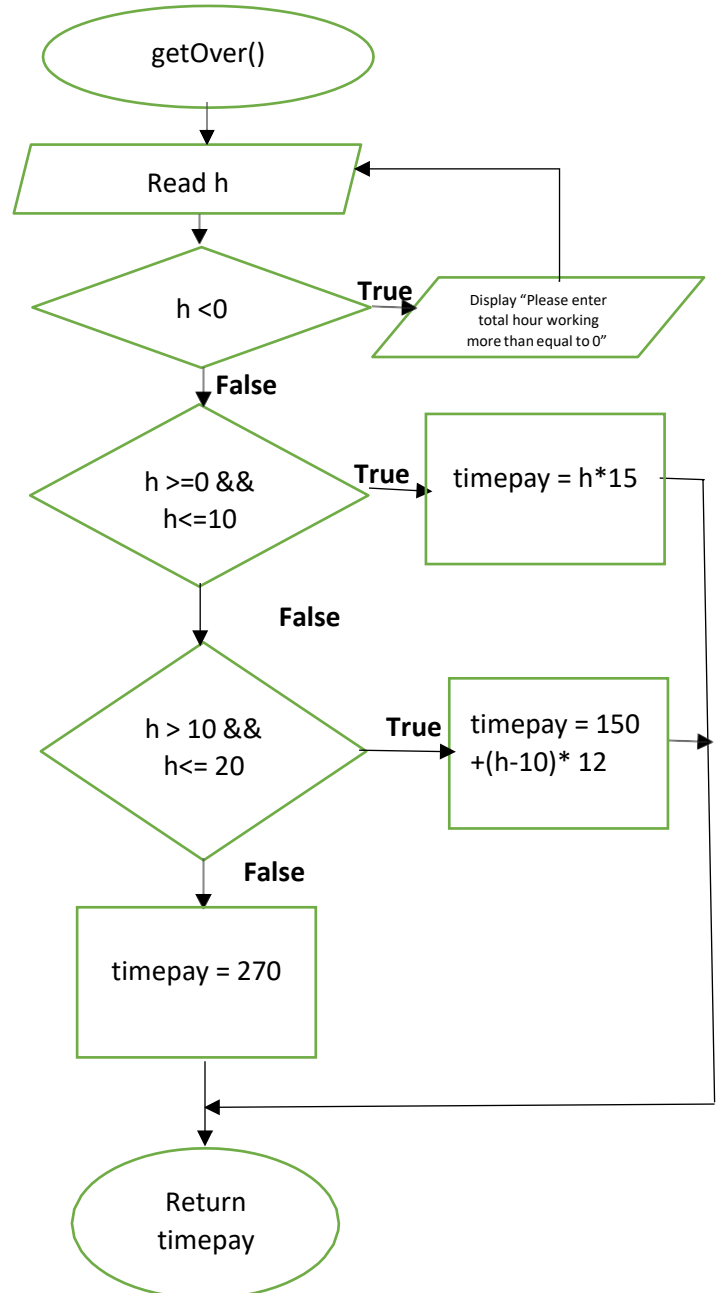 getOver()
Read h
h <0
True
Display “Please enter
total hour working
more than equal to 0”
False
h >=0 &&
h<=10
True
timepay = h*15
False
h > 10 &&
h<= 20
True
timepay = 150
+(h-10)* 12
False
timepay = 270
Return
timepay